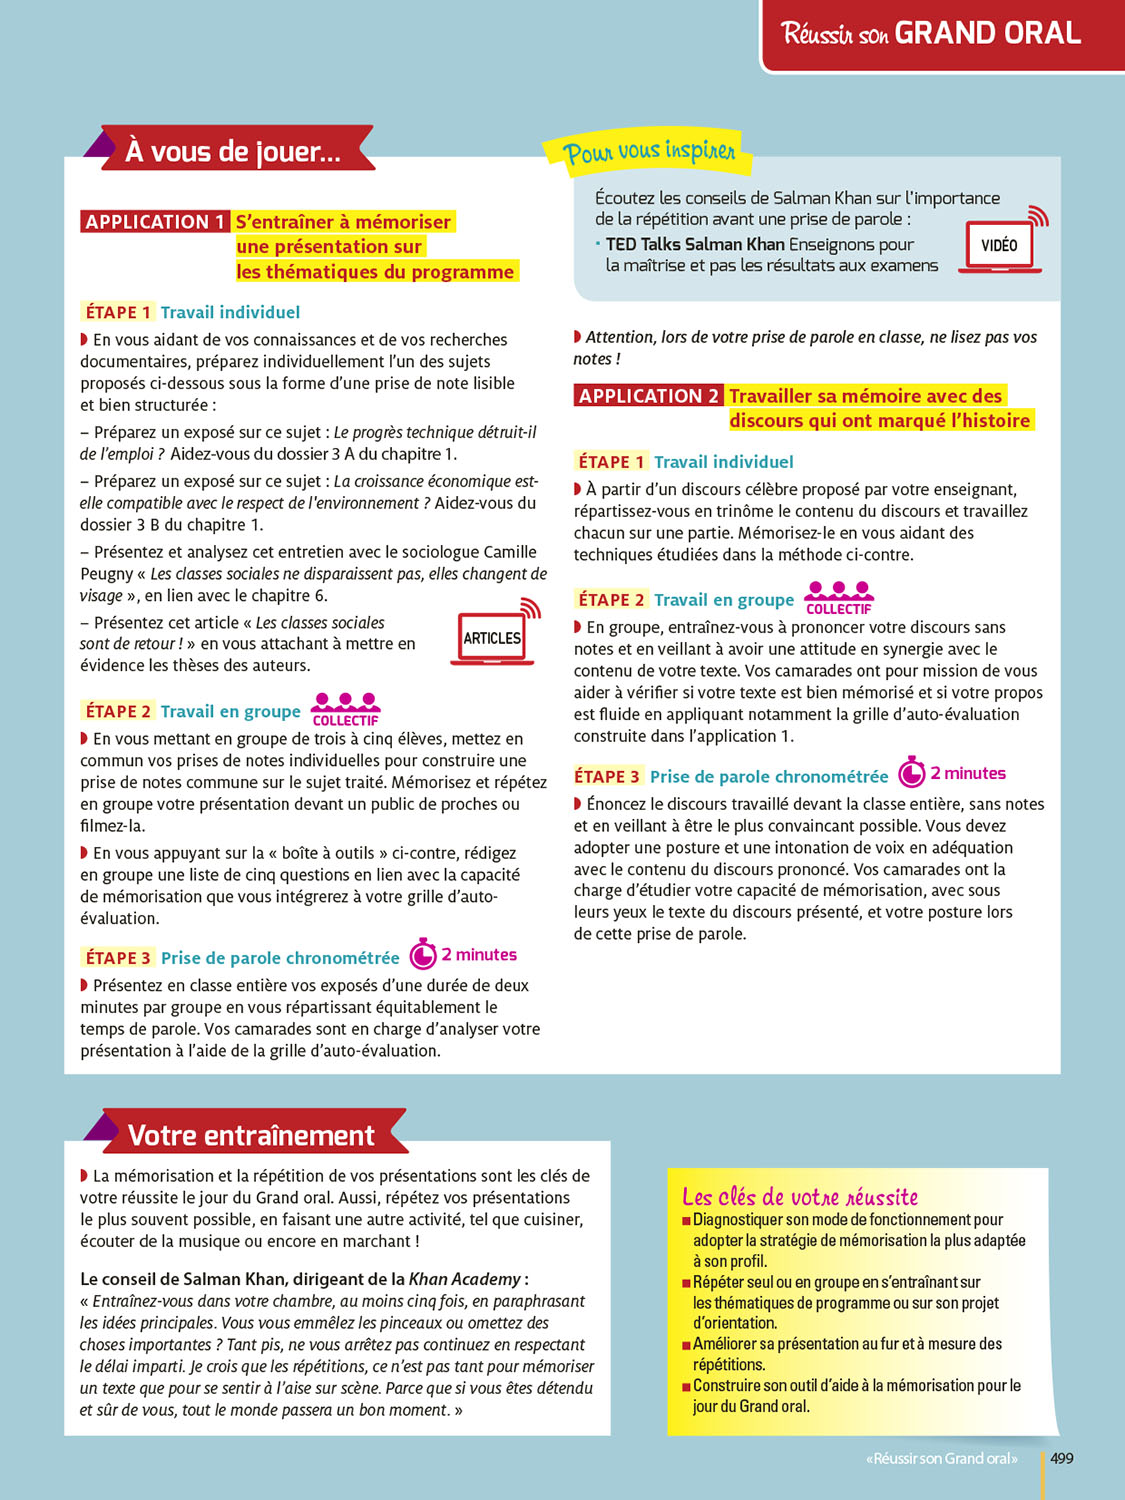 Réussir son GRAND ORAL
À vous de jouer...
APPLICATION 1 S'entraîner à mémoriser
une présentation sur
les thématiques du programme
ÉTAPE 1 Travail individuel
En vous aidant de vos connaissances et de vos recherches
documentaires, préparez individuellement l'un des sujets
proposés ci-dessous sous la forme d'une prise de note lisible
et bien structurée :
– Préparez un exposé sur ce sujet : Le progrès technique détruit-il
de l'emploi ? Aidez-vous du dossier 3 A du chapitre 1.
– Préparez un exposé sur ce sujet : La croissance économique est-
elle compatible avec le respect de l'environnement ? Aidez-vous du
dossier 3 B du chapitre 1.
– Présentez et analysez cet entretien avec le sociologue Camille
Peugny « Les classes sociales ne disparaissent pas, elles changent de
visage », en lien avec le chapitre 6.
– Présentez cet article « Les classes sociales
sont de retour ! » en vous attachant à mettre en
évidence les thèses des auteurs.
ARTICLES
ÉTAPE 2 Travail en groupe COLLECTIF
En vous mettant en groupe de trois à cinq élèves, mettez en
commun vos prises de notes individuelles pour construire une
prise de notes commune sur le sujet traité. Mémorisez et répétez
en groupe votre présentation devant un public de proches ou
filmez-la.
En vous appuyant sur la « boîte à outils » ci-contre, rédigez
en groupe une liste de cinq questions en lien avec la capacité
de mémorisation que vous intégrerez à votre grille d'auto-
évaluation.
ÉTAPE 3 Prise de parole chronométrée 2 minutes
Présentez en classe entière vos exposés d'une durée de deux
minutes par groupe en vous répartissant équitablement le
temps de parole. Vos camarades sont en charge d'analyser votre
présentation à l'aide de la grille d'auto-évaluation.
Pour vous inspirer
Écoutez les conseils de Salman Khan sur l'importance
de la répétition avant une prise de parole :
• TED Talks Salman Khan Enseignons pour
la maîtrise et pas les résultats aux examens
VIDÉO
Attention, lors de votre prise de parole en classe, ne lisez pas vos
notes !
APPLICATION 2 Travailler sa mémoire avec des
discours qui ont marqué l'histoire
ÉTAPE 1 Travail individuel
À partir d'un discours célèbre proposé par votre enseignant,
répartissez-vous en trinôme le contenu du discours et travaillez
chacun sur une partie. Mémorisez-le en vous aidant des
techniques étudiées dans la méthode ci-contre.
ÉTAPE 2 Travail en groupe COLLECTIF
En groupe, entraînez-vous à prononcer votre discours sans
notes et en veillant à avoir une attitude en synergie avec le
contenu de votre texte. Vos camarades ont pour mission de vous
aider à vérifier si votre texte est bien mémorisé et si votre propos
est fluide en appliquant notamment la grille d'auto-évaluation
construite dans l'application 1.
ÉTAPE 3 Prise de parole chronométrée 2 minutes
Énoncez le discours travaillé devant la classe entière, sans notes
et en veillant à être le plus convaincant possible. Vous devez
adopter une posture et une intonation de voix en adéquation
avec le contenu du discours prononcé. Vos camarades ont la
charge d'étudier votre capacité de mémorisation, avec sous
leurs yeux le texte du discours présenté, et votre posture lors
de cette prise de parole.
Votre entraînement
La mémorisation et la répétition de vos présentations sont les clés de
votre réussite le jour du Grand oral. Aussi, répétez vos présentations
le plus souvent possible, en faisant une autre activité, tel que cuisiner,
écouter de la musique ou encore en marchant !
Le conseil de Salman Khan, dirigeant de la Khan Academy :
« Entraînez-vous dans votre chambre, au moins cinq fois, en paraphrasant
les idées principales. Vous vous emmêlez les pinceaux ou omettez des
choses importantes ? Tant pis, ne vous arrêtez pas continuez en respectant
le délai imparti. Je crois que les répétitions, ce n'est pas tant pour mémoriser
un texte que pour se sentir à l'aise sur scène. Parce que si vous êtes détendu
et sûr de vous, tout le monde passera un bon moment. »
Les clés de votre réussite
Diagnostiquer son mode de fonctionnement pour
adopter la stratégie de mémorisation la plus adaptée
à son profil.
Répéter seul ou en groupe en s'entraînant sur
les thématiques de programme ou sur son projet
d'orientation.
Améliorer sa présentation au fur et à mesure des
répétitions.
Construire son outil d'aide à la mémorisation pour le
jour du Grand oral.
«Réussir son Grand oral» 499